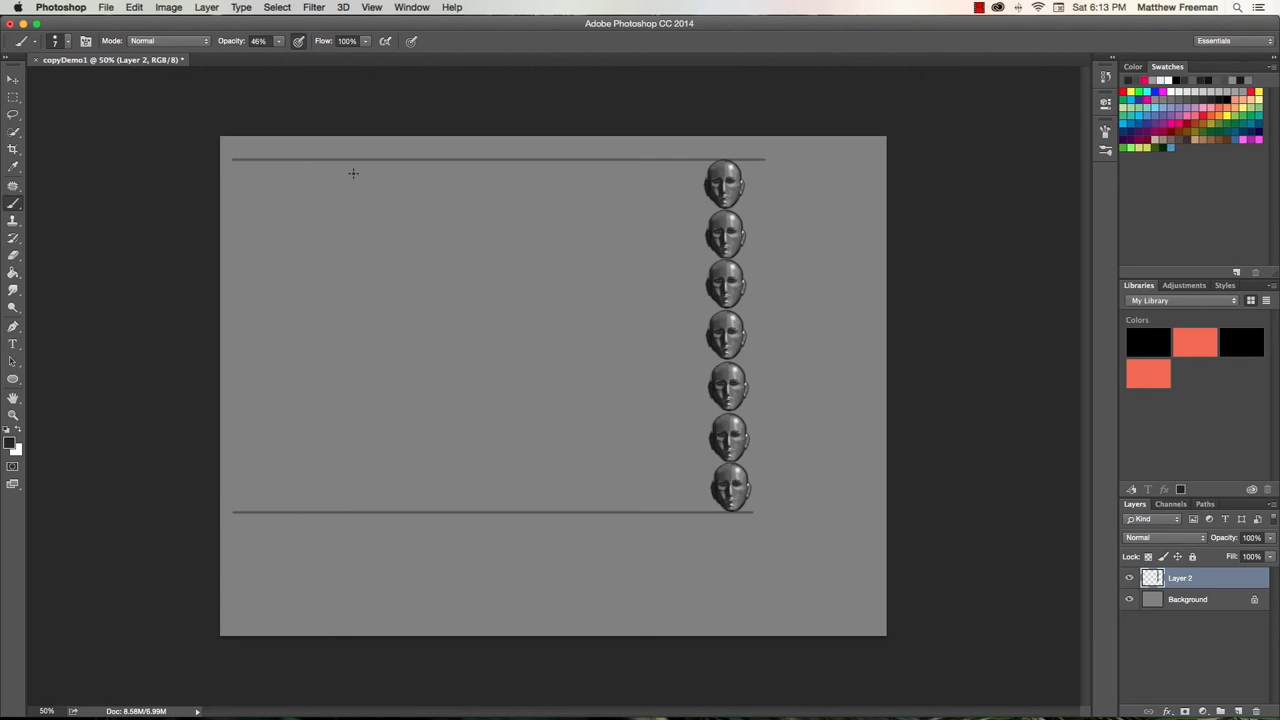 Photoshop File Edit Image Layer Type Select Filter 3D View Window Help Sat 6:13 PM Matthew Freeman
Adobe Photoshop CC 2014
7 Mode: Normal Opacity: 46% Flow: 100% Essentials
× copyDemo1 @ 50% (Layer 2, RGB/8) *
Color Swatches
Libraries Adjustments Styles
My Library
Colors
Layers Channels Paths
Kind
Normal Opacity: 100%
Lock: Fill: 100%
Layer 2
Background
50% Doc: 8.58M/6.99M